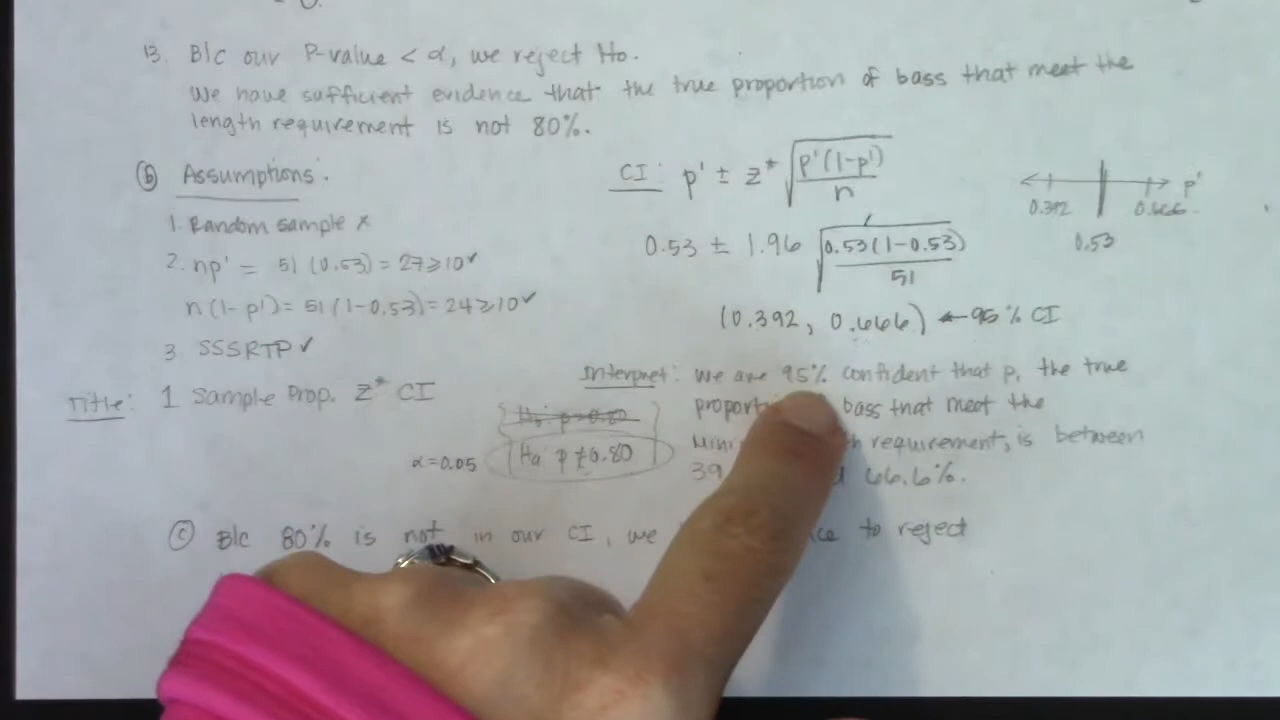 13. B/c our P-value < α, we reject Ho.
We have sufficient evidence that the true proportion of bass that meet the
length requirement is not 80%.
(b) Assumptions:
1. Random sample x
2. np' = 51 (0.53) = 27 ≥ 10 ✓
n(1-p') = 51 (1-0.53) = 24 ≥ 10 ✓
3. SSSRTP ✓
Title: 1 Sample Prop. z* CI
CI: p' ± z* √(p'(1-p')/n)
0.53 ± 1.96 √(0.53(1-0.53)/51)
(0.392, 0.666) ← 95% CI
p'
0.392 0.666
0.53
Interpret: We are 95% confident that p, the true
bass that meet the
requirement, is between
39 66.6%.
Ho: p=0.80
α=0.05 Ha p≠0.80
(c) B/c 80% is not in our CI, we to reject